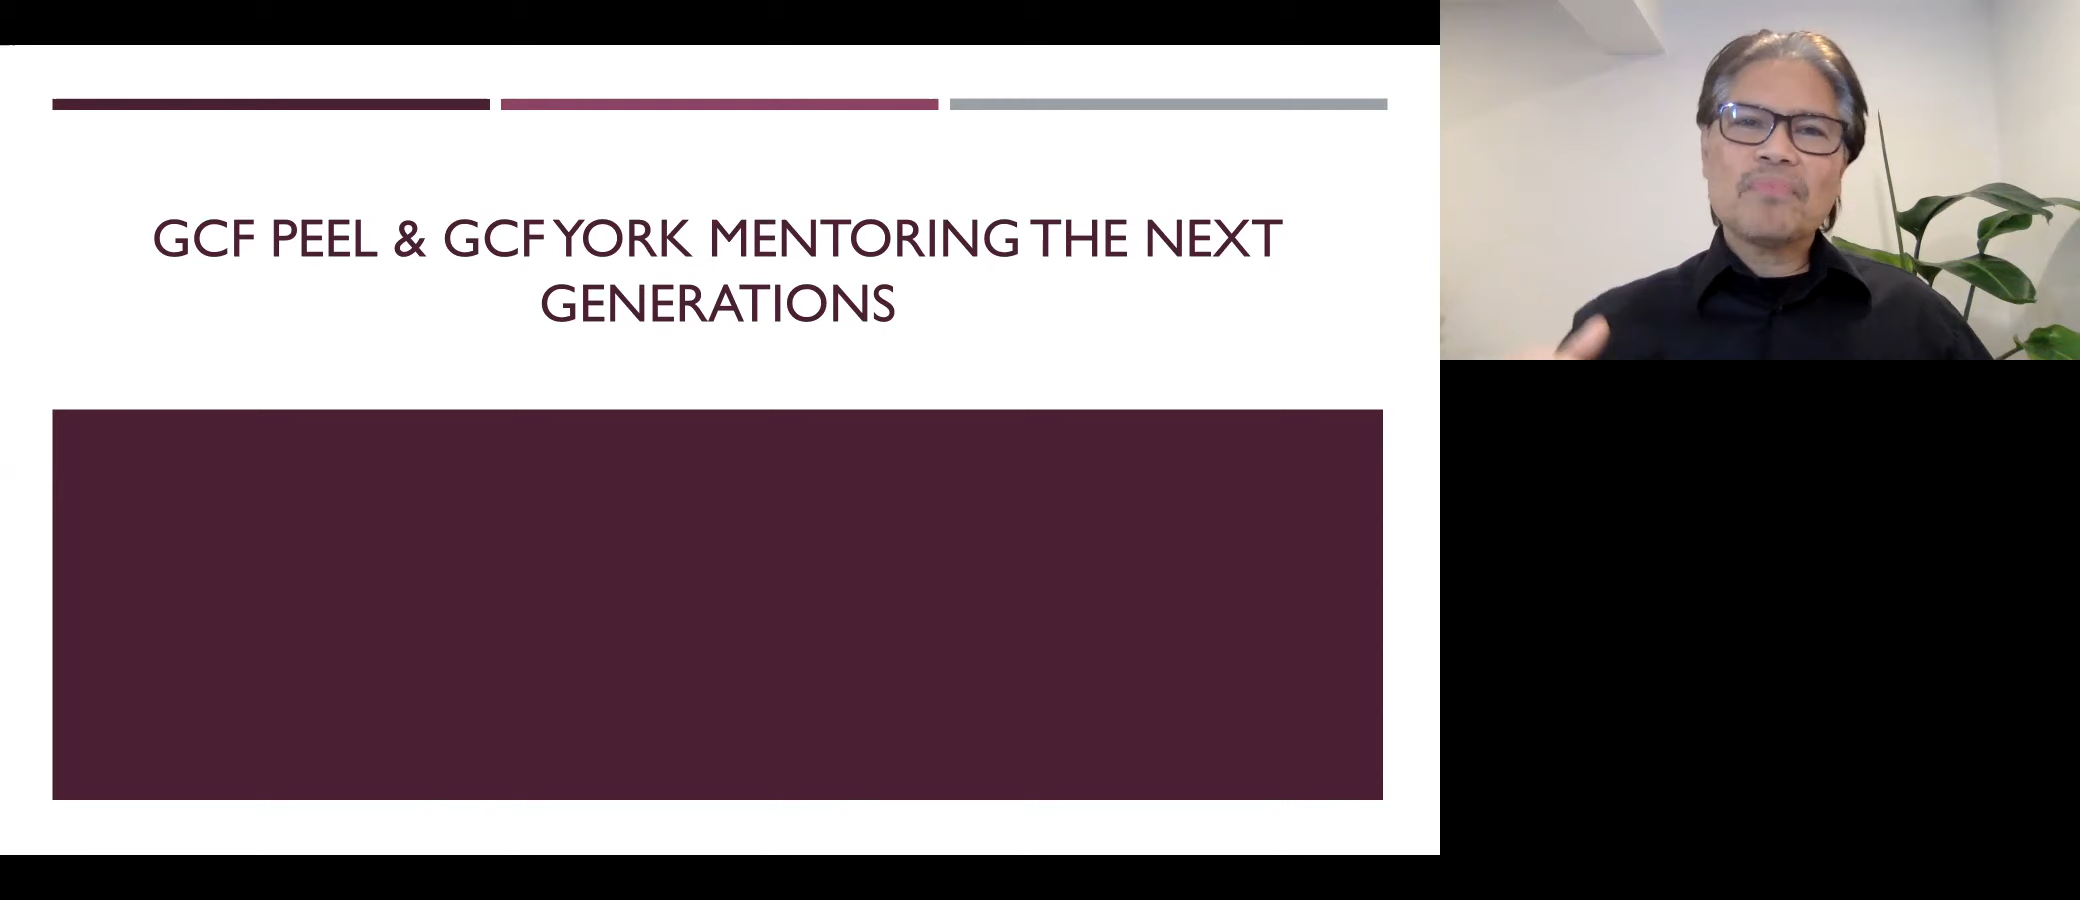 GCF PEEL & GCF YORK MENTORING THE NEXT
GENERATIONS